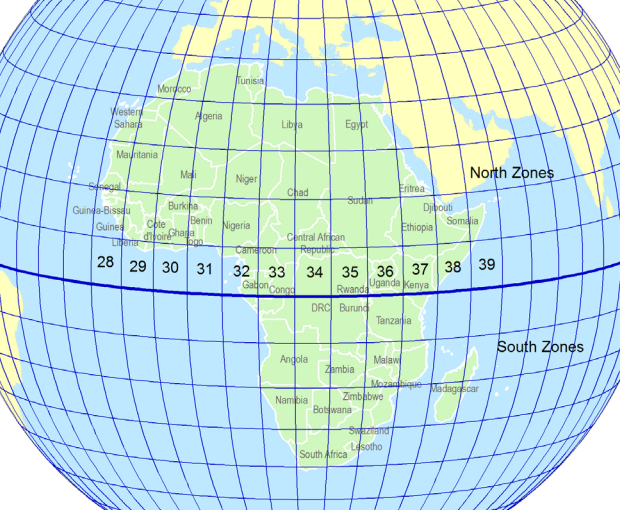 Tunisia
Morocco
Algeria
Western
Sahara
Libya
Egypt
Mauritania
Mali
Niger
Chad
Sudan
Eritrea
North Zones
Senegal
Guinea-Bissau
Burkina
Djibouti
Guinea
Benin
Cote
d'Ivoire
Ghana
Togo
Nigeria
Ethiopia
Somalia
Liberia
Central African
Republic
Cameroon
28
29
30
31
32
33
34
35
36
37
38
39
Gabon
Congo
Rwanda
Uganda
Kenya
DRC
Burundi
Tanzania
South Zones
Angola
Zambia
Malawi
Mozambique
Madagascar
Namibia
Zimbabwe
Botswana
Swaziland
Lesotho
South Africa